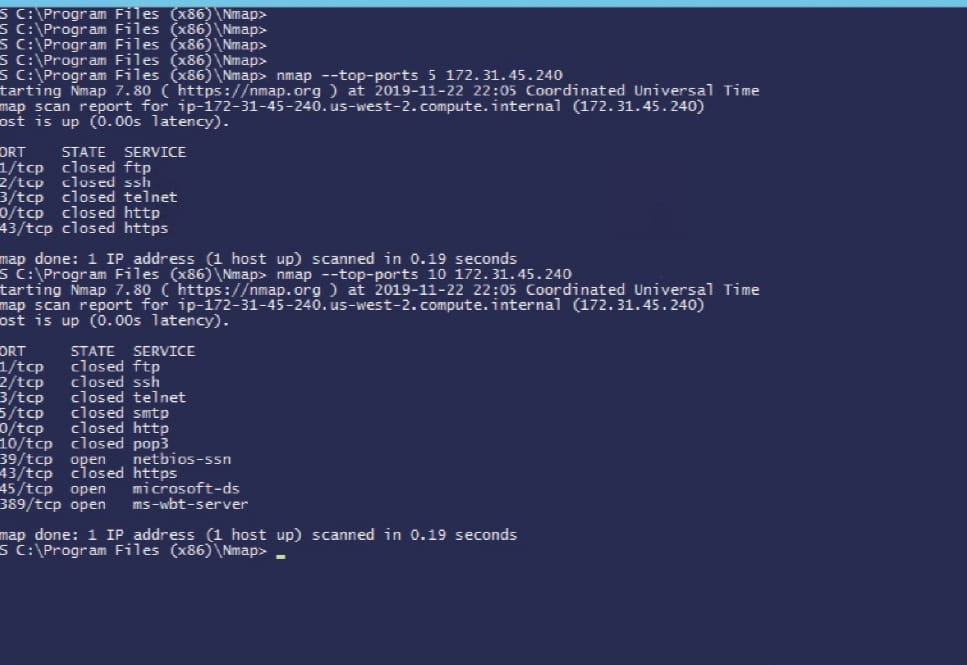 S C:\Program Files (x86)\Nmap>
S C:\Program Files (x86)\Nmap>
S C:\Program Files (x86)\Nmap>
S C:\Program Files (x86)\Nmap>
S C:\Program Files (x86)\Nmap> nmap --top-ports 5 172.31.45.240
tarting Nmap 7.80 ( https://nmap.org ) at 2019-11-22 22:05 Coordinated Universal Time
map scan report for ip-172-31-45-240.us-west-2.compute.internal (172.31.45.240)
ost is up (0.00s latency).
ORT STATE SERVICE
1/tcp closed ftp
2/tcp closed ssh
3/tcp closed telnet
0/tcp closed http
43/tcp closed https
map done: 1 IP address (1 host up) scanned in 0.19 seconds
S C:\Program Files (x86)\Nmap> nmap --top-ports 10 172.31.45.240
tarting Nmap 7.80 ( https://nmap.org ) at 2019-11-22 22:05 Coordinated Universal Time
map scan report for ip-172-31-45-240.us-west-2.compute.internal (172.31.45.240)
ost is up (0.00s latency).
ORT STATE SERVICE
1/tcp closed ftp
2/tcp closed ssh
3/tcp closed telnet
5/tcp closed smtp
0/tcp closed http
10/tcp closed pop3
39/tcp open netbios-ssn
43/tcp closed https
45/tcp open microsoft-ds
389/tcp open ms-wbt-server
map done: 1 IP address (1 host up) scanned in 0.19 seconds
S C:\Program Files (x86)\Nmap>